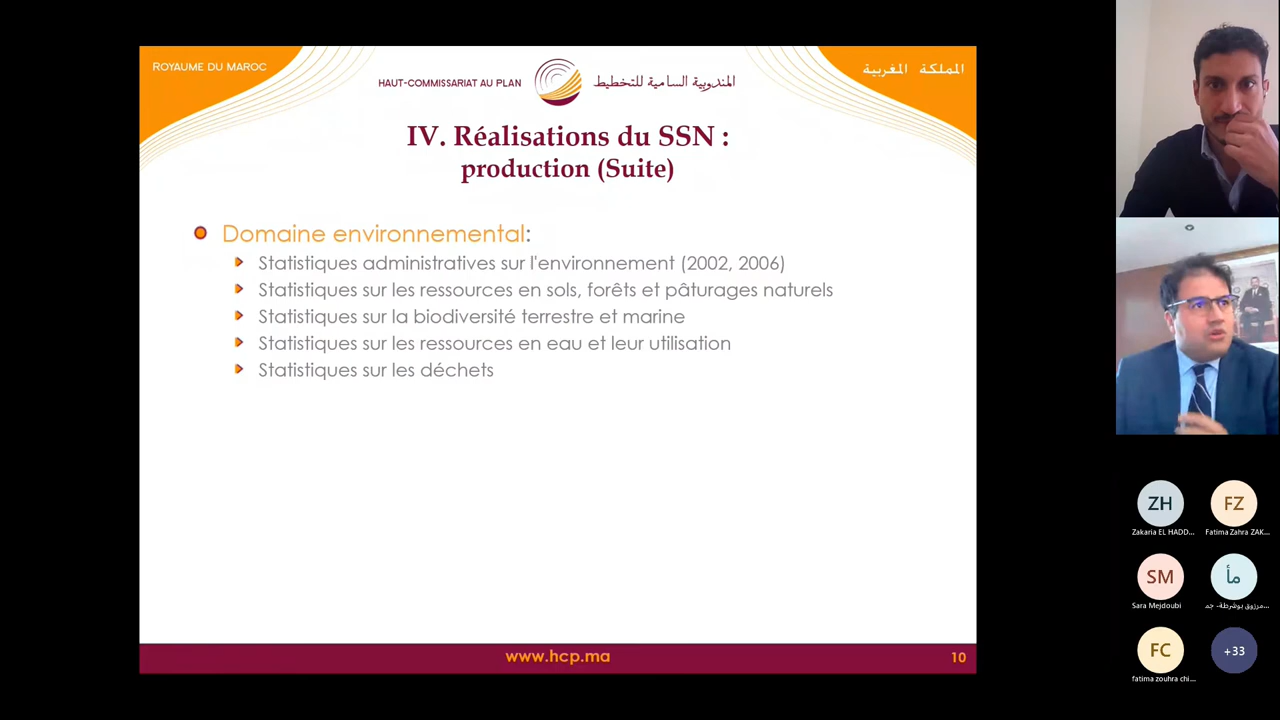 ROYAUME DU MAROC
HAUT-COMMISSARIAT AU PLAN
المندوبية السامية للتخطيط
المملكة المغربية
IV. Réalisations du SSN :
production (Suite)
Domaine environnemental:
Statistiques administratives sur l'environnement (2002, 2006)
Statistiques sur les ressources en sols, forêts et pâturages naturels
Statistiques sur la biodiversité terrestre et marine
Statistiques sur les ressources en eau et leur utilisation
Statistiques sur les déchets
www.hcp.ma
10
ZH
Zakaria EL HADD...
FZ
Fatima Zahra ZAK...
SM
Sara Mejdoubi
مأ
مرزوق بوشرطة- جم...
FC
fatima zouhra chi...
+33